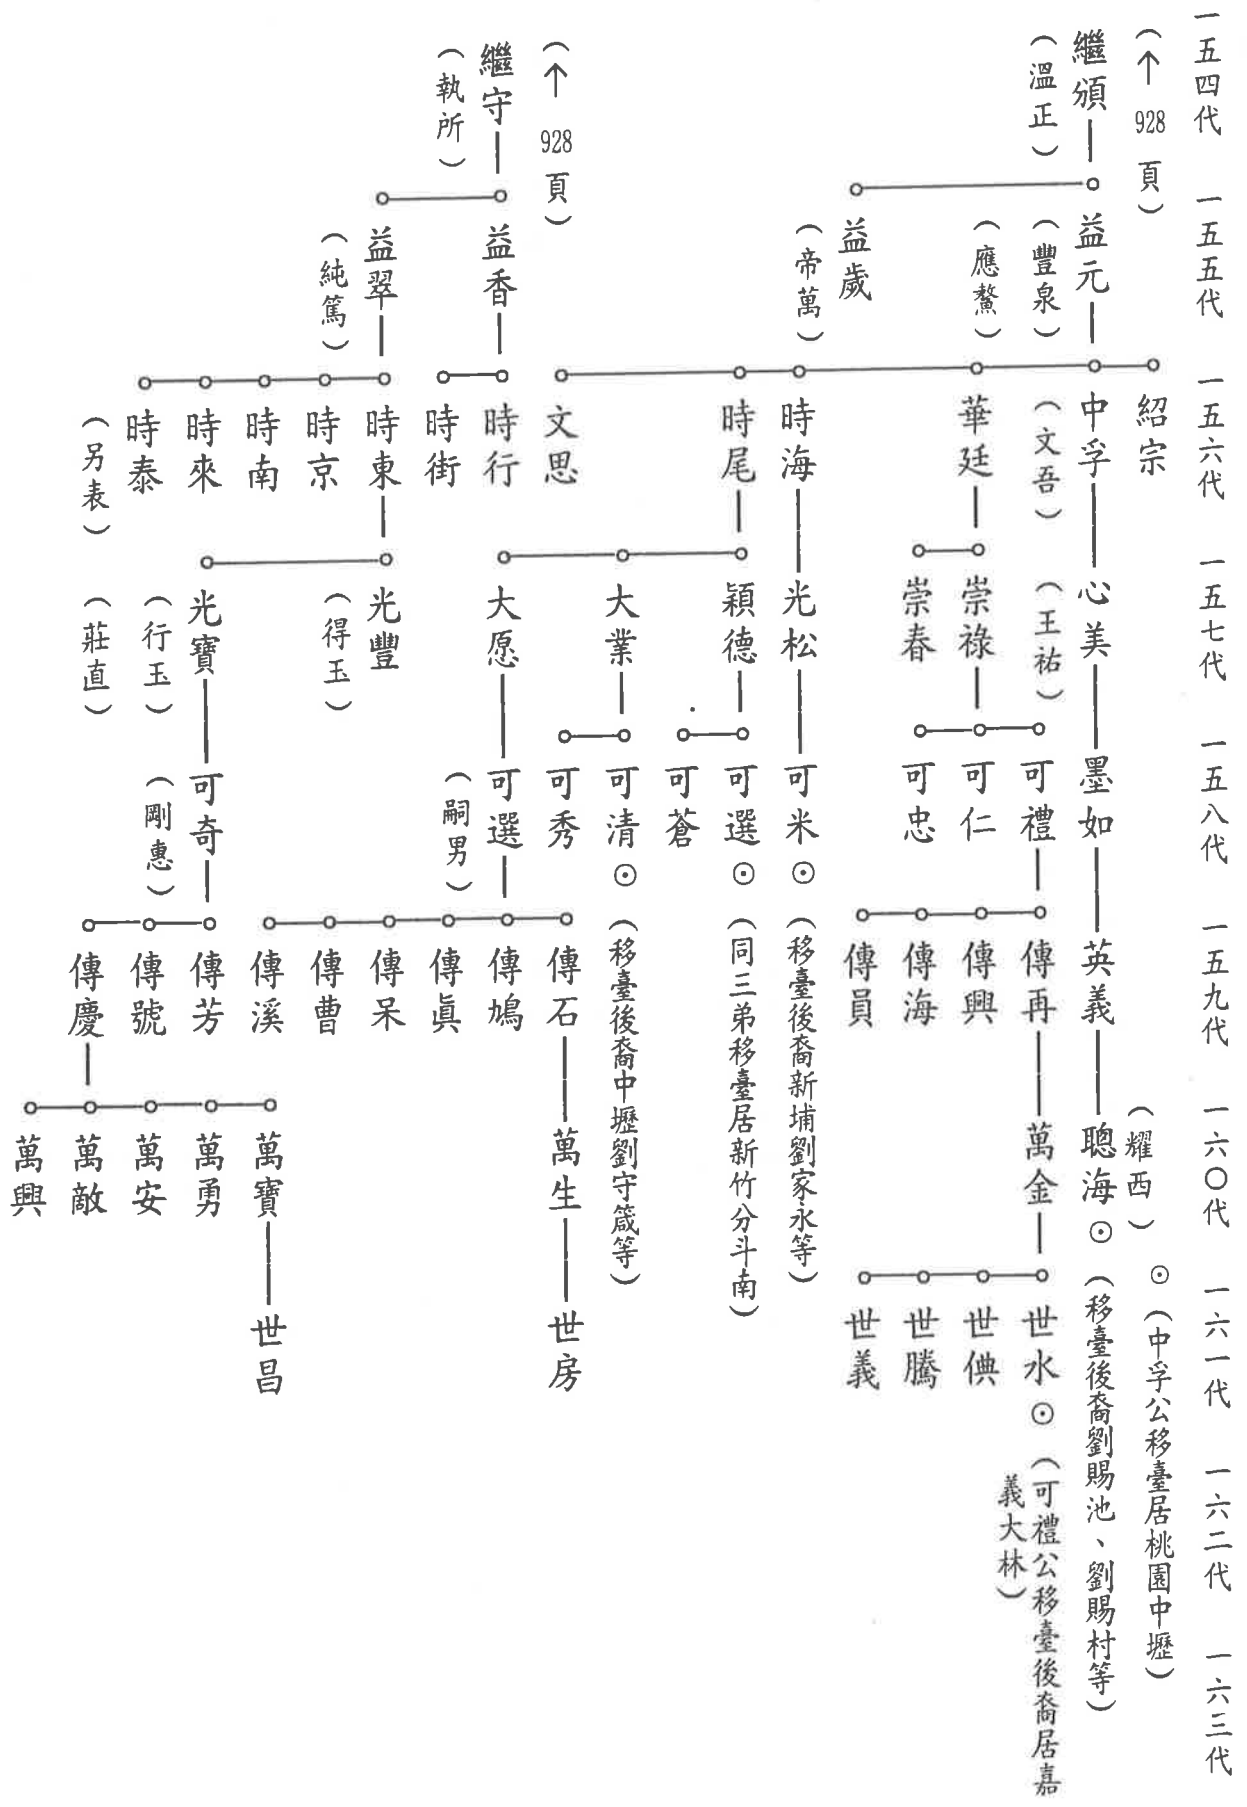 一五四代　一五五代　一五六代　一五七代　一五八代　一五九代　一六〇代　一六一代　一六二代　一六三代
（↑928頁）
繼頒
（溫正）
益元
（豐泉）
（應鰲）
益歲
（帝萬）
紹宗
中孚
（文吾）
華廷
時海
時尾
文思
心美
（王祐）
崇祿
崇春
光松
穎德
大業
大愿
墨如
可禮
可仁
可忠
可米⊙（移臺後裔新埔劉家永等）
可選⊙（同三弟移臺居新竹分斗南）
可蒼
可清⊙（移臺後裔中壢劉守箴等）
可秀
可選
（嗣男）
英義
傳再
傳興
傳海
傳員
傳石
傳鳩
傳眞
傳呆
傳曹
傳溪
（耀西）⊙（中孚公移臺居桃園中壢）
聰海⊙（移臺後裔劉賜池、劉賜村等）
萬金
萬生
世水⊙（可禮公移臺後裔居嘉
義大林）
世倎
世騰
世義
世房
（↑928頁）
繼守
（執所）
益香
益翠
（純篤）
時行
時街
時東
時京
時南
時來
時泰
（另表）
光豐
（得玉）
光寶
（行玉）
（莊直）
可奇
（剛惠）
傳芳
傳號
傳慶
萬寶
萬勇
萬安
萬敵
萬興
世昌